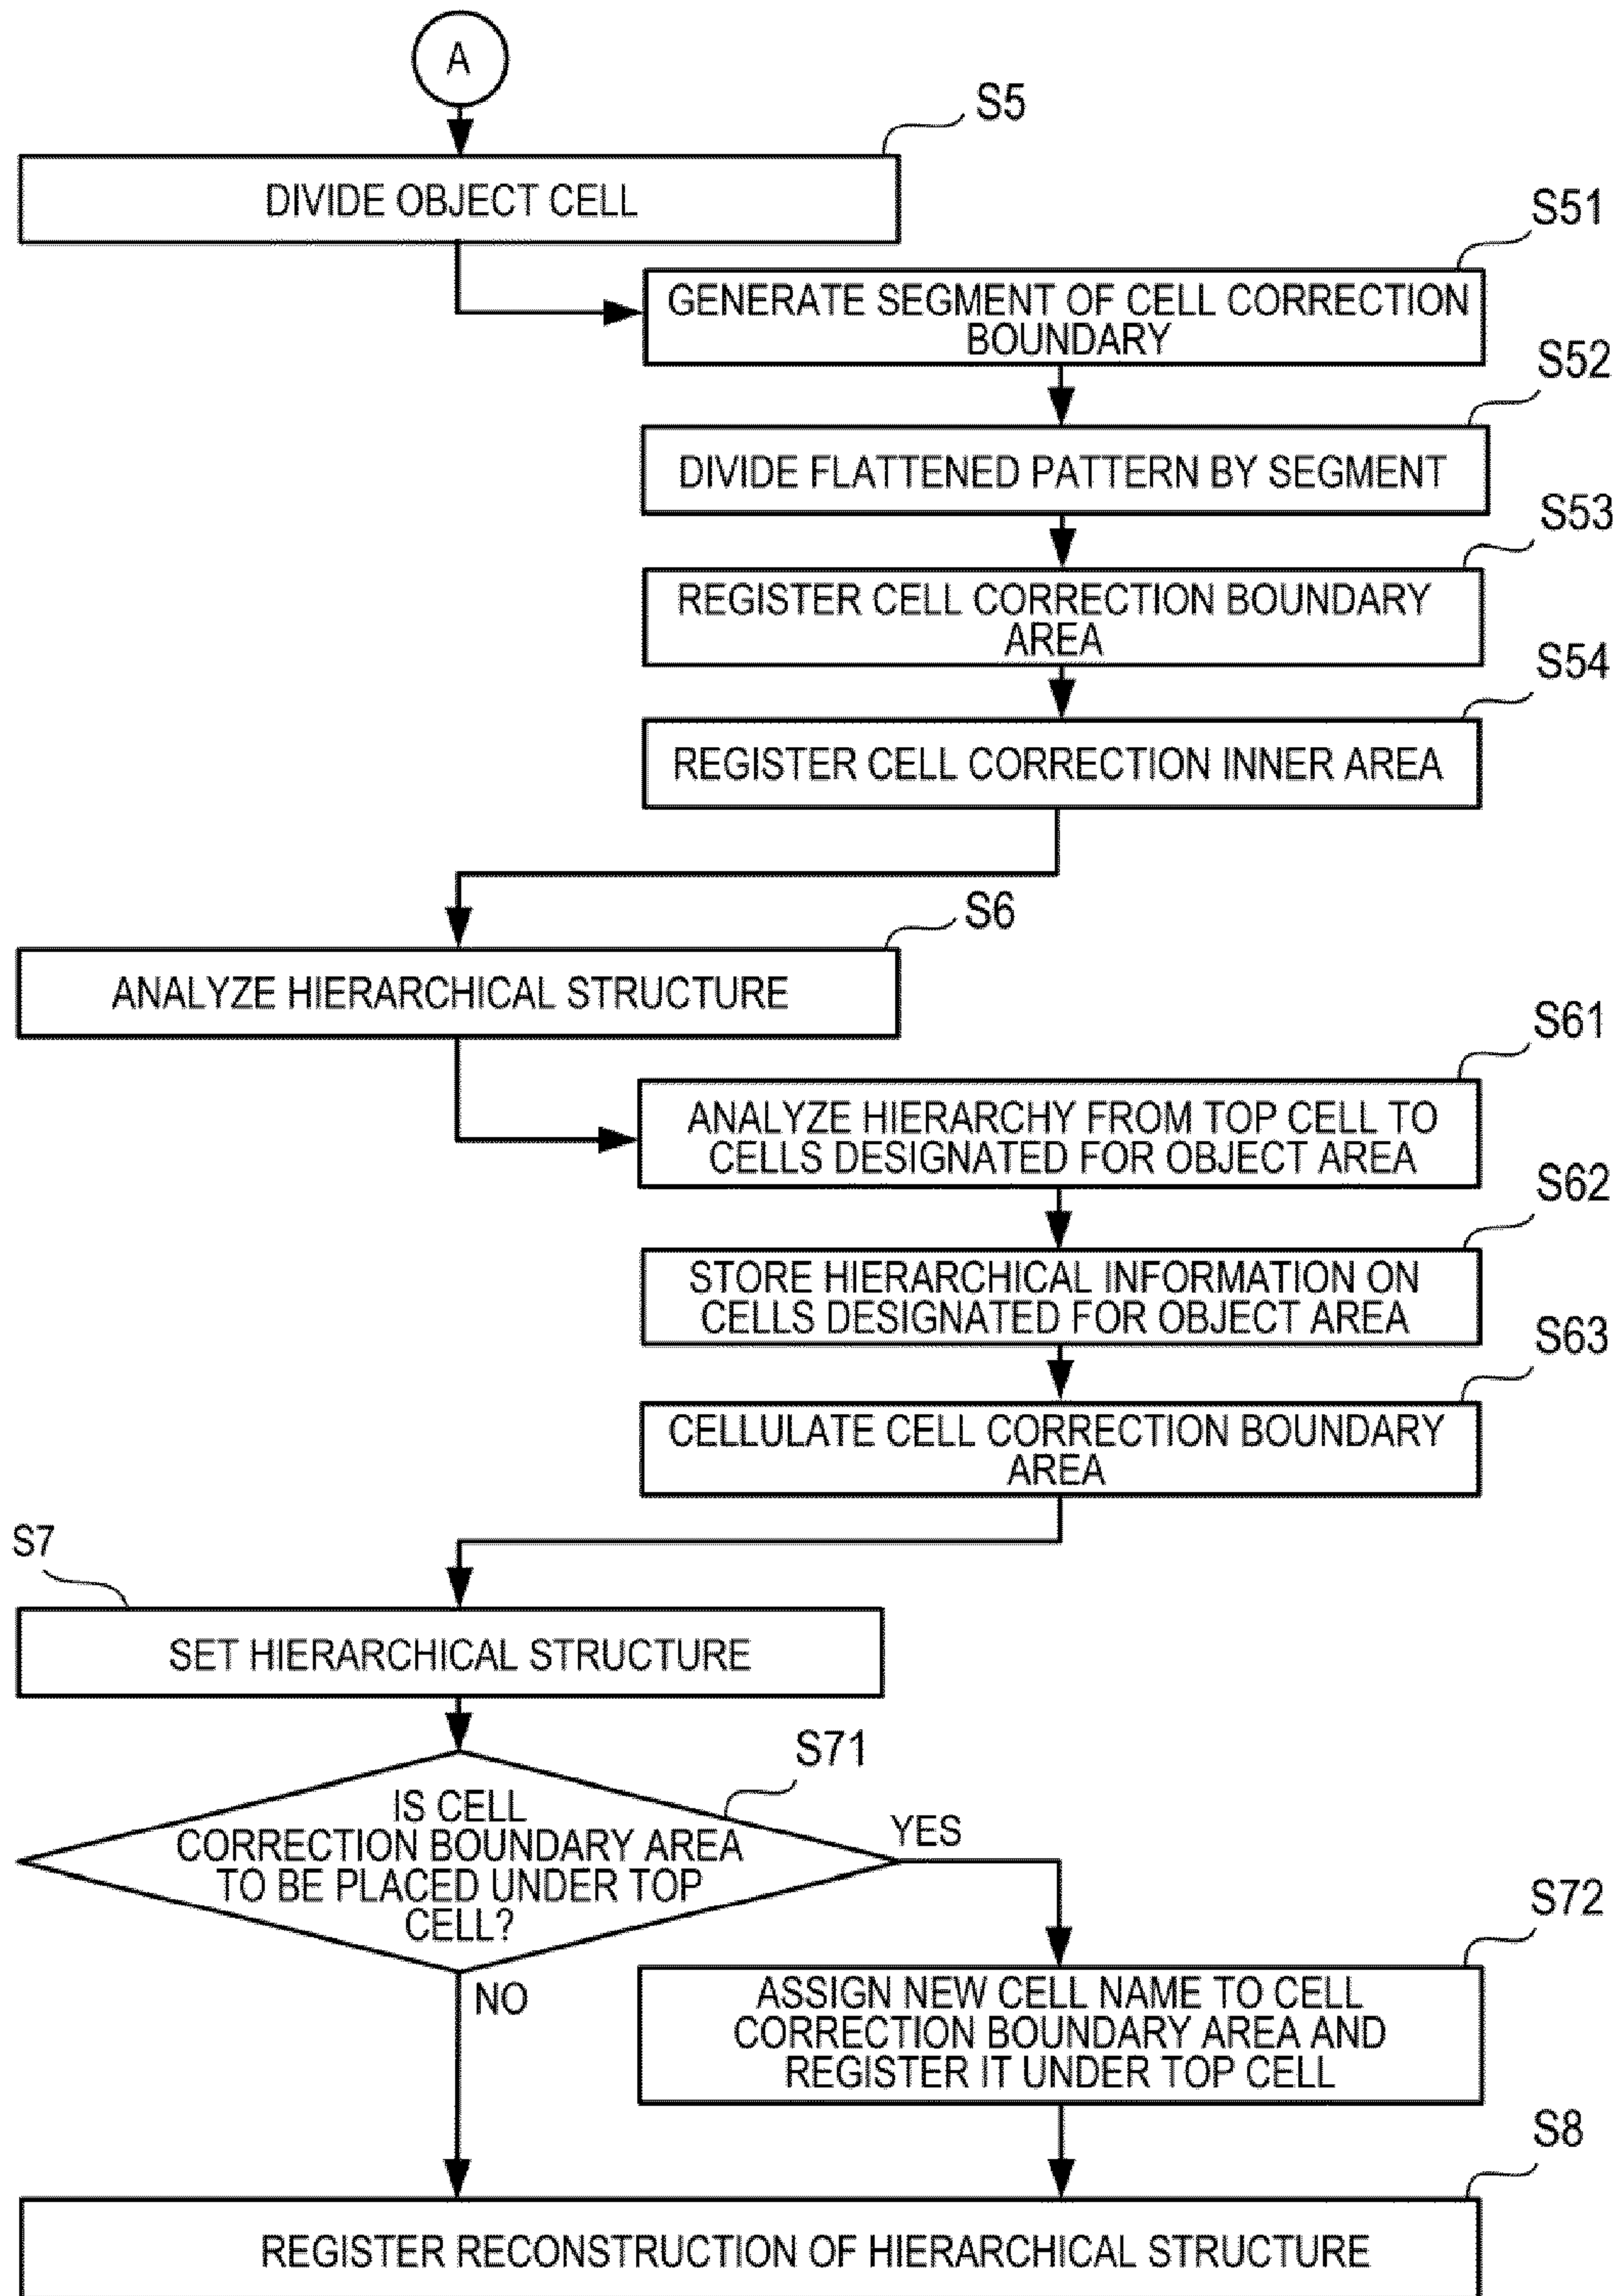 A
S5
DIVIDE OBJECT CELL
S51
GENERATE SEGMENT OF CELL CORRECTION
BOUNDARY
S52
DIVIDE FLATTENED PATTERN BY SEGMENT
S53
REGISTER CELL CORRECTION BOUNDARY
AREA
S54
REGISTER CELL CORRECTION INNER AREA
S6
ANALYZE HIERARCHICAL STRUCTURE
S61
ANALYZE HIERARCHY FROM TOP CELL TO
CELLS DESIGNATED FOR OBJECT AREA
S62
STORE HIERARCHICAL INFORMATION ON
CELLS DESIGNATED FOR OBJECT AREA
S63
CELLULATE CELL CORRECTION BOUNDARY
AREA
S7
SET HIERARCHICAL STRUCTURE
S71
IS CELL
CORRECTION BOUNDARY AREA
TO BE PLACED UNDER TOP
CELL?
YES
NO
S72
ASSIGN NEW CELL NAME TO CELL
CORRECTION BOUNDARY AREA AND
REGISTER IT UNDER TOP CELL
S8
REGISTER RECONSTRUCTION OF HIERARCHICAL STRUCTURE